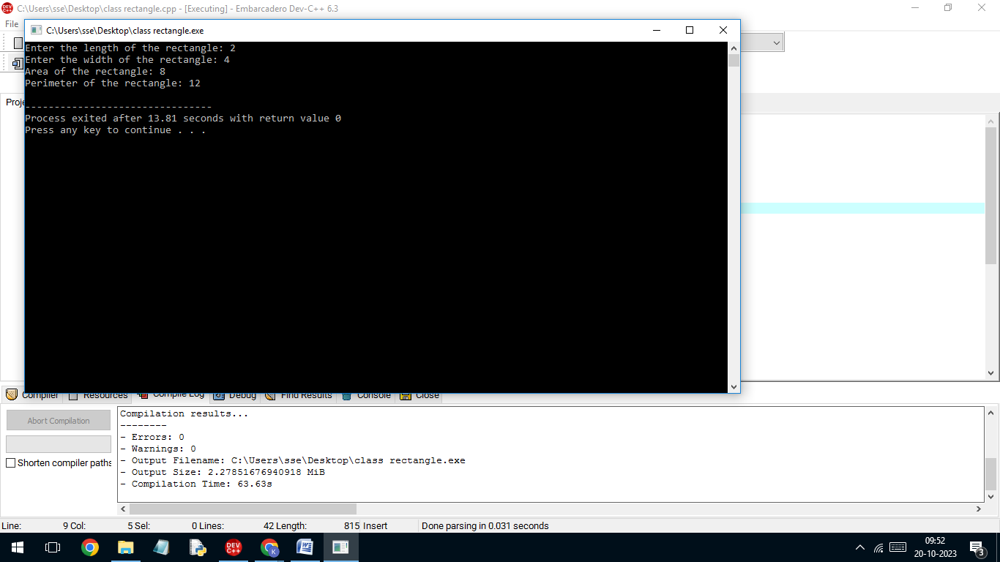 C:\Users\sse\Desktop\class rectangle.cpp - [Executing] - Embarcadero Dev-C++ 6.3
File
C:\Users\sse\Desktop\class rectangle.exe
Enter the length of the rectangle: 2
Enter the width of the rectangle: 4
Area of the rectangle: 8
Perimeter of the rectangle: 12
--------------------------------
Process exited after 13.81 seconds with return value 0
Press any key to continue . . .
Proje
Compiler Resources Compile Log Debug Find Results Console Close
Abort Compilation
Shorten compiler paths
Compilation results...
--------
- Errors: 0
- Warnings: 0
- Output Filename: C:\Users\sse\Desktop\class rectangle.exe
- Output Size: 2.27851676940918 MiB
- Compilation Time: 63.63s
Line: 9 Col: 5 Sel: 0 Lines: 42 Length: 815 Insert Done parsing in 0.031 seconds
DEV C++
K
09:52
20-10-2023
3